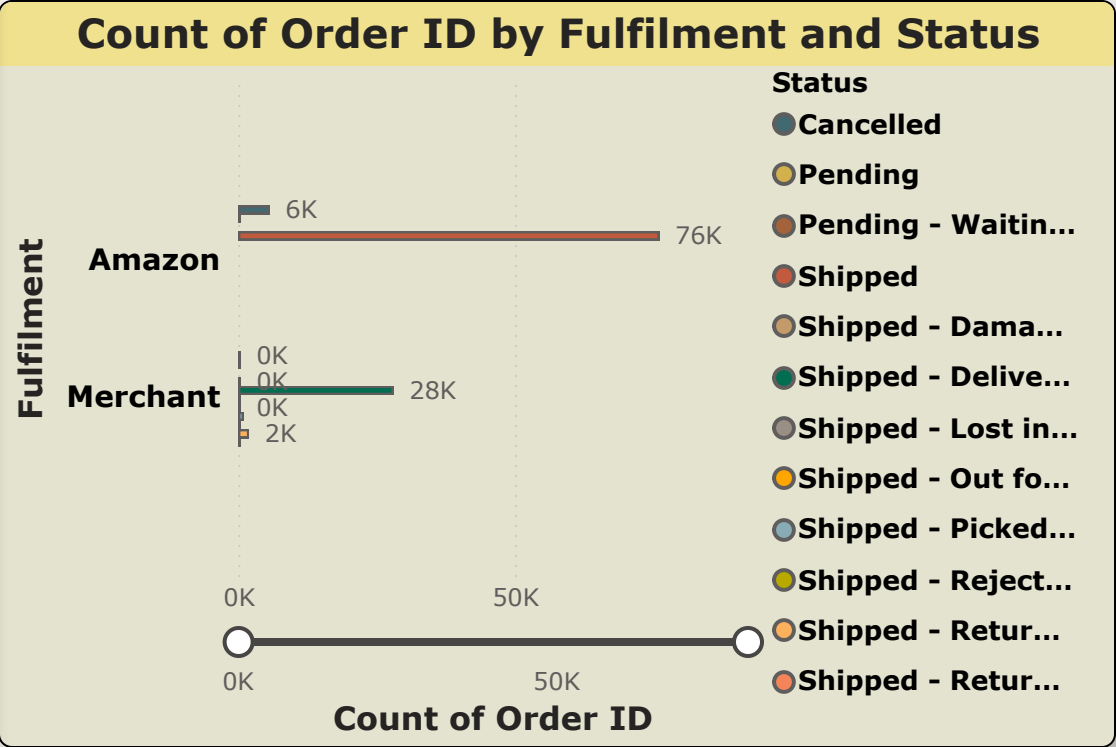 Count of Order ID by Fulfilment and Status
Status
Cancelled
Pending
Pending - Waitin...
Shipped
Shipped - Dama...
Shipped - Delive...
Shipped - Lost in...
Shipped - Out fo...
Shipped - Picked...
Shipped - Reject...
Shipped - Retur...
Shipped - Retur...
Fulfilment
Amazon
6K
76K
Merchant
0K
0K
28K
0K
2K
0K 50K
0K 50K
Count of Order ID